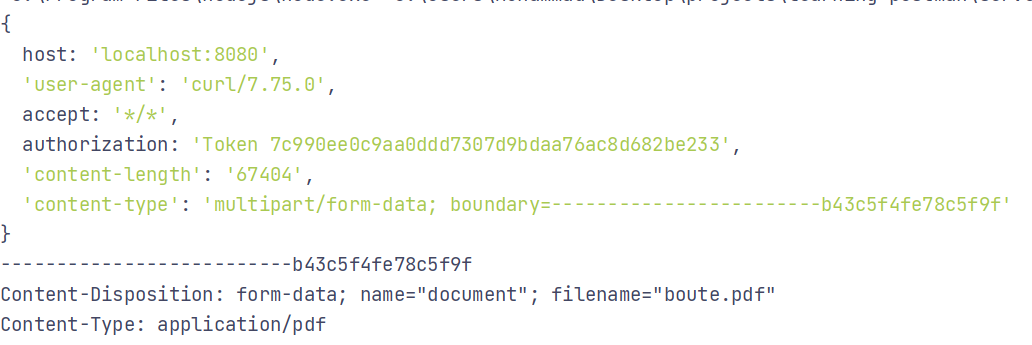 {
host: 'localhost:8080',
'user-agent': 'curl/7.75.0',
accept: '*/*',
authorization: 'Token 7c990ee0c9aa0ddd7307d9bdaa76ac8d682be233',
'content-length': '67404',
'content-type': 'multipart/form-data; boundary=------------------------b43c5f4fe78c5f9f'
}
--------------------------b43c5f4fe78c5f9f
Content-Disposition: form-data; name="document"; filename="boute.pdf"
Content-Type: application/pdf